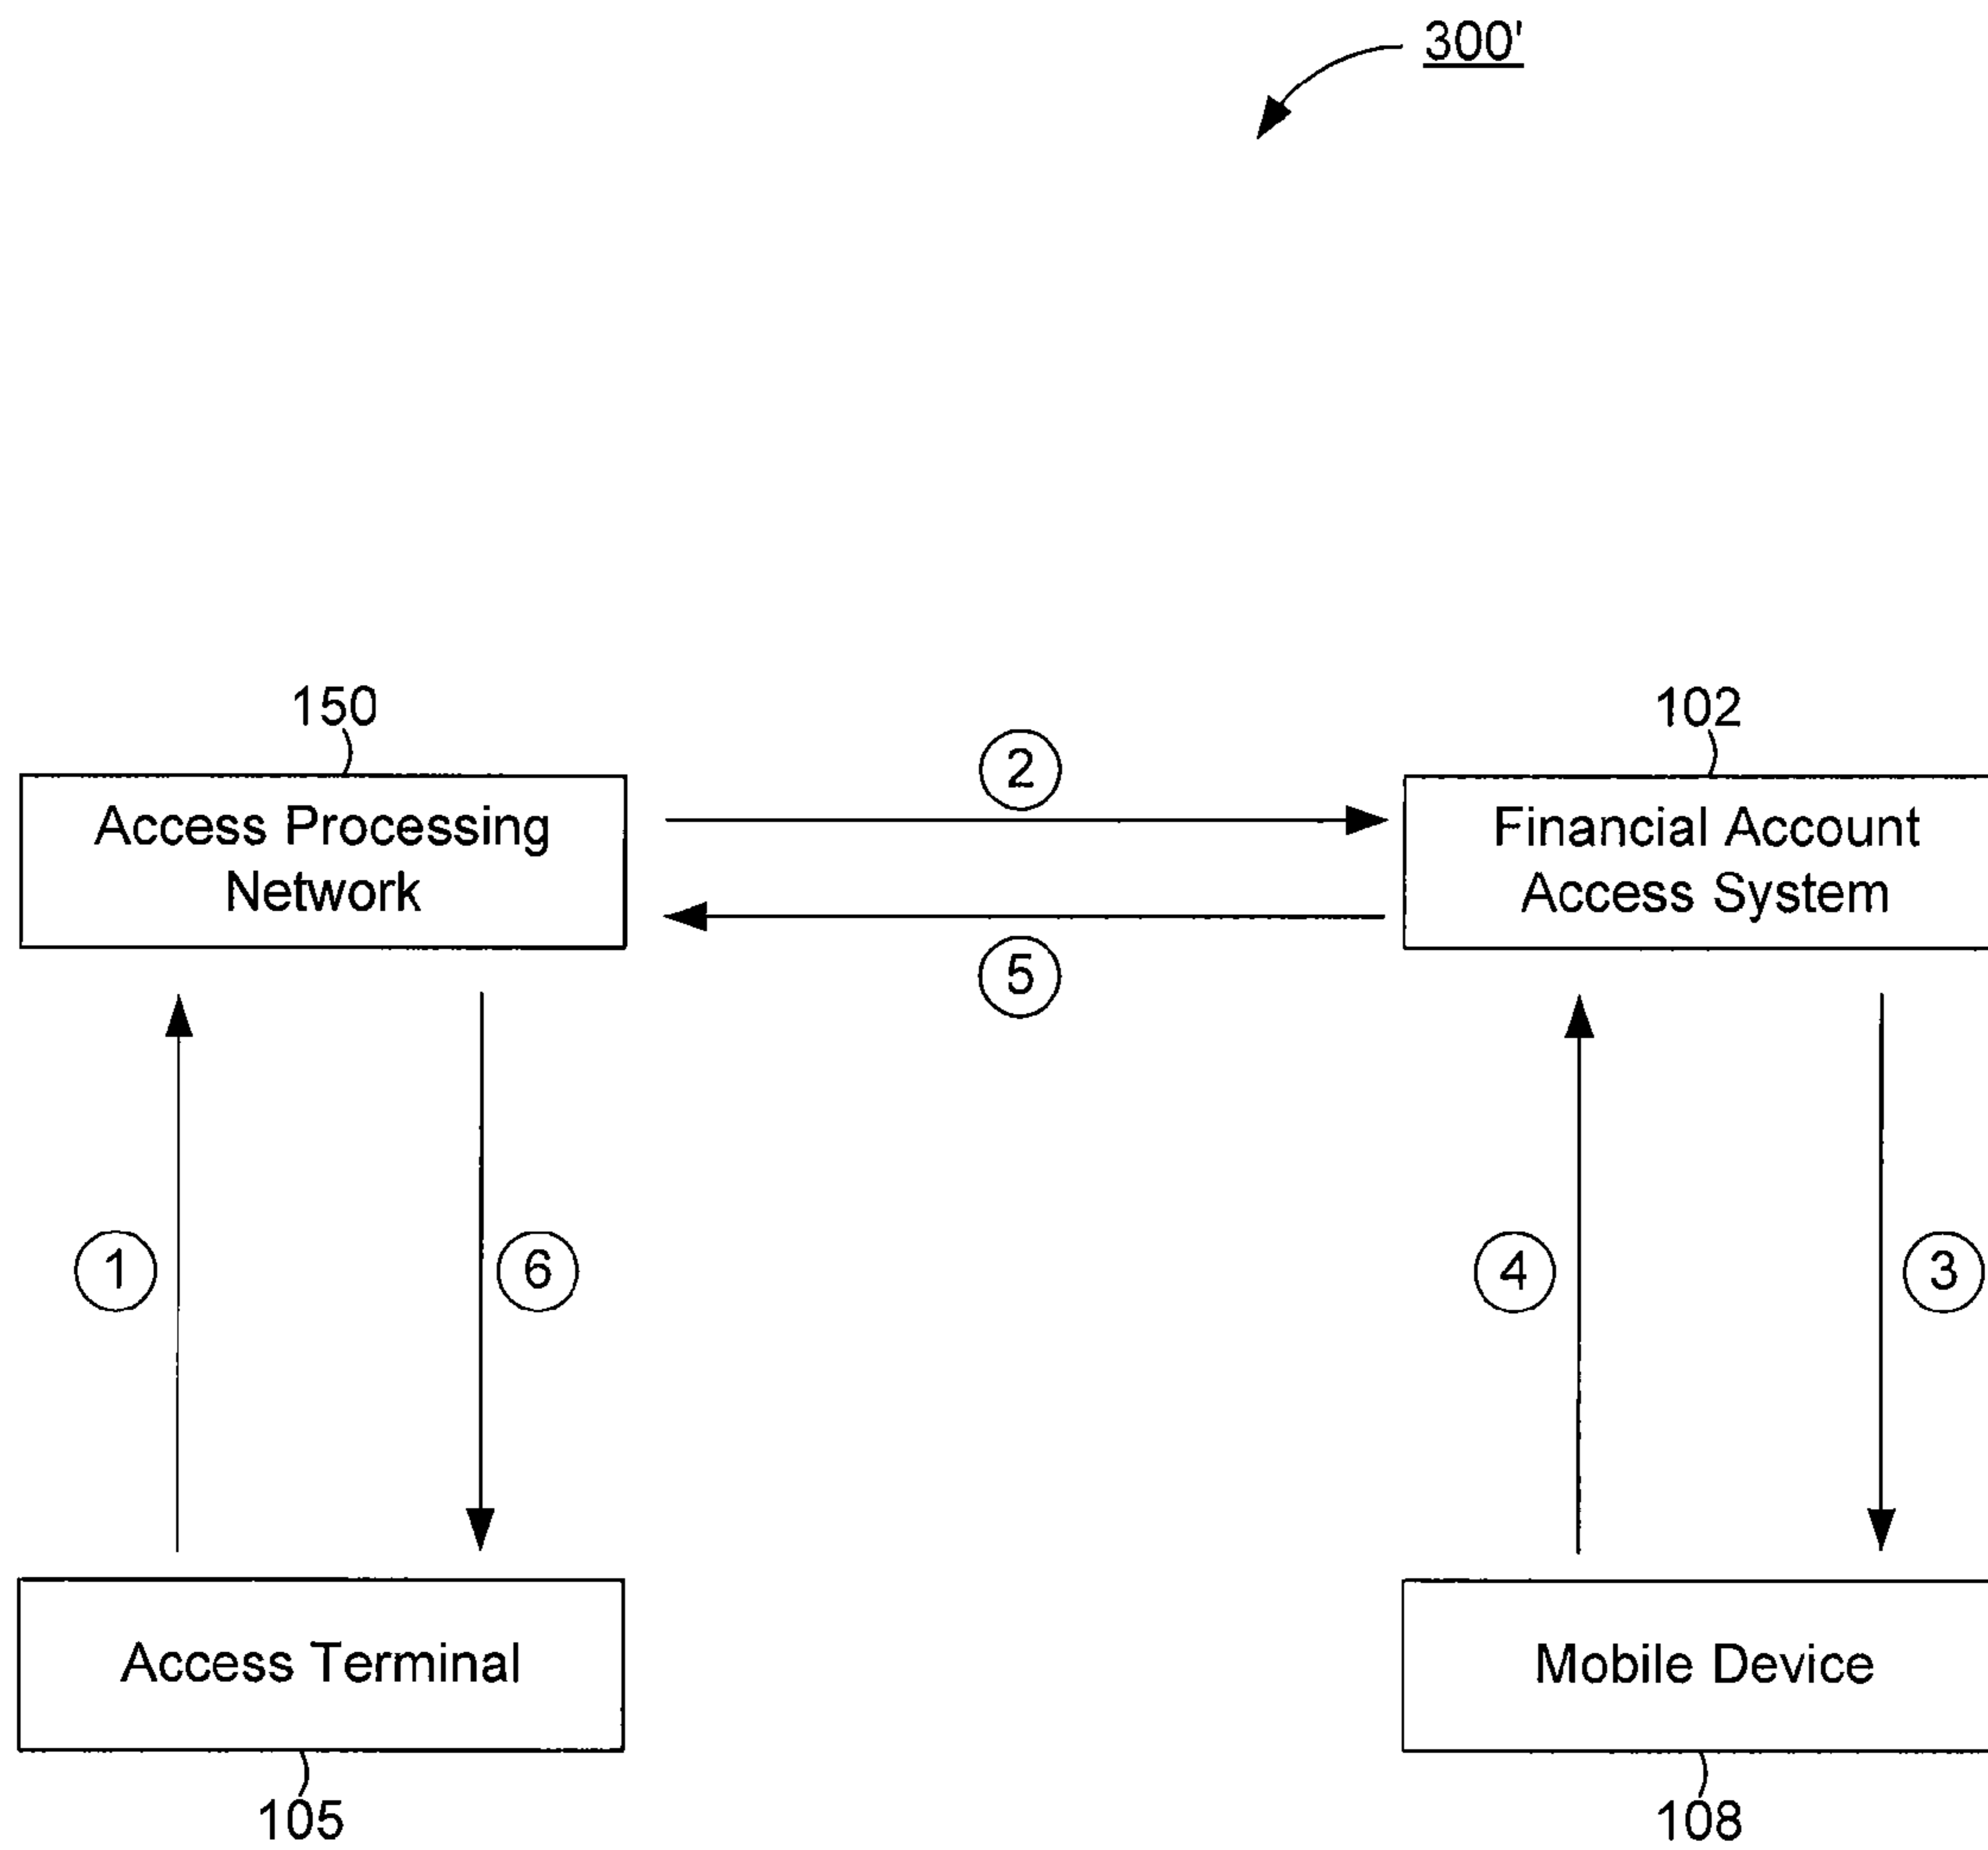 300'
150
102
Access Processing
Network
2
Financial Account
Access System
5
1
6
4
3
Access Terminal
Mobile Device
105
108